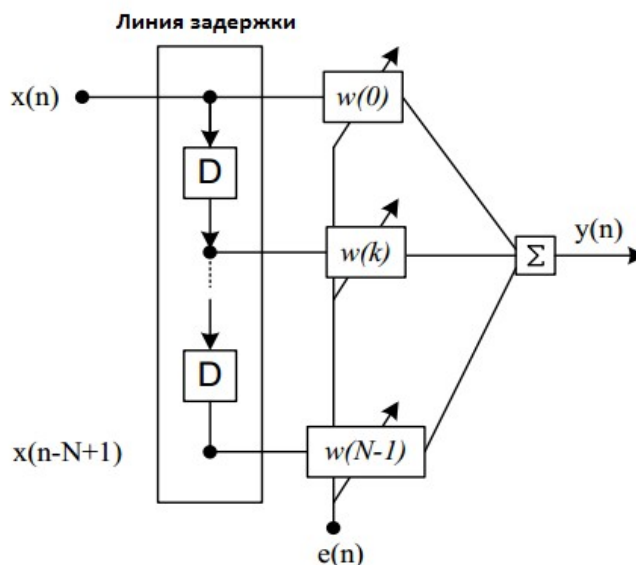 Линия задержки
x(n)
w(0)
D
y(n)
w(k)
Σ
D
x(n-N+1)
w(N-1)
e(n)